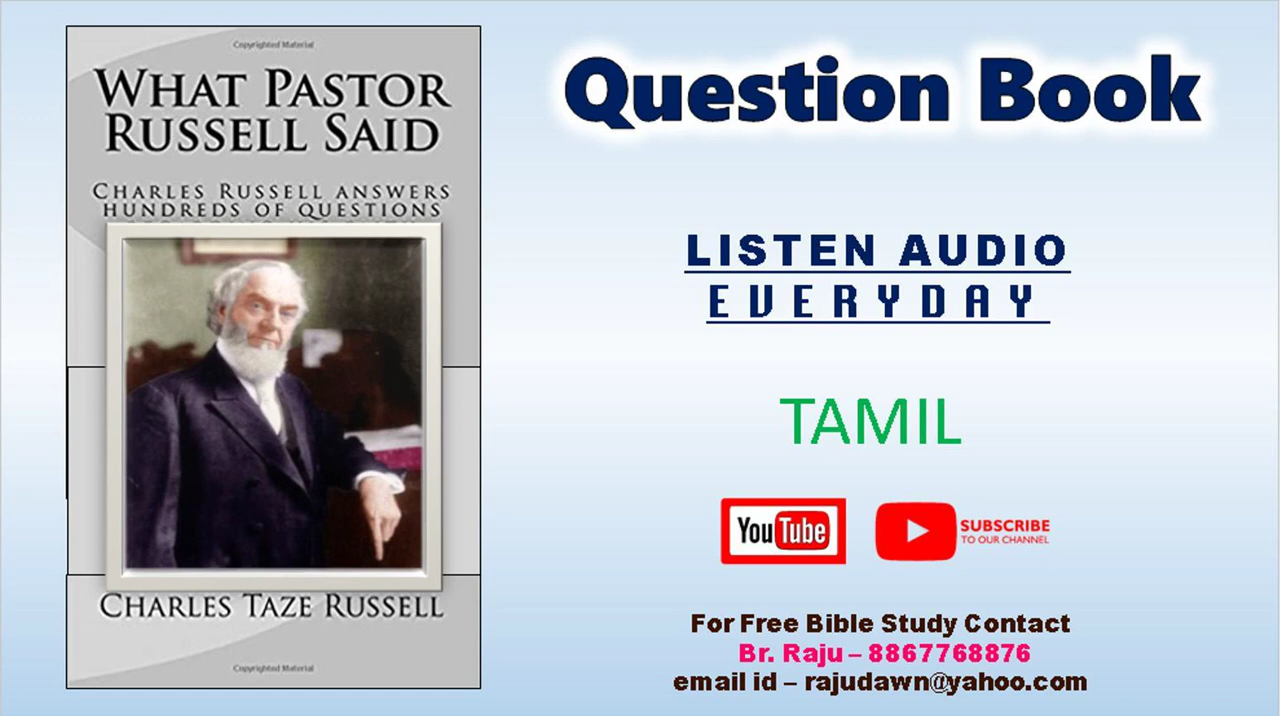 Copyrighted Material
WHAT PASTOR
RUSSELL SAID
CHARLES RUSSELL ANSWERS
HUNDREDS OF QUESTIONS
CHARLES TAZE RUSSELL
Copyrighted Material
Question Book
LISTEN AUDIO
EVERYDAY
TAMIL
YouTube
SUBSCRIBE
TO OUR CHANNEL
For Free Bible Study Contact
Br. Raju – 8867768876
email id – rajudawn@yahoo.com